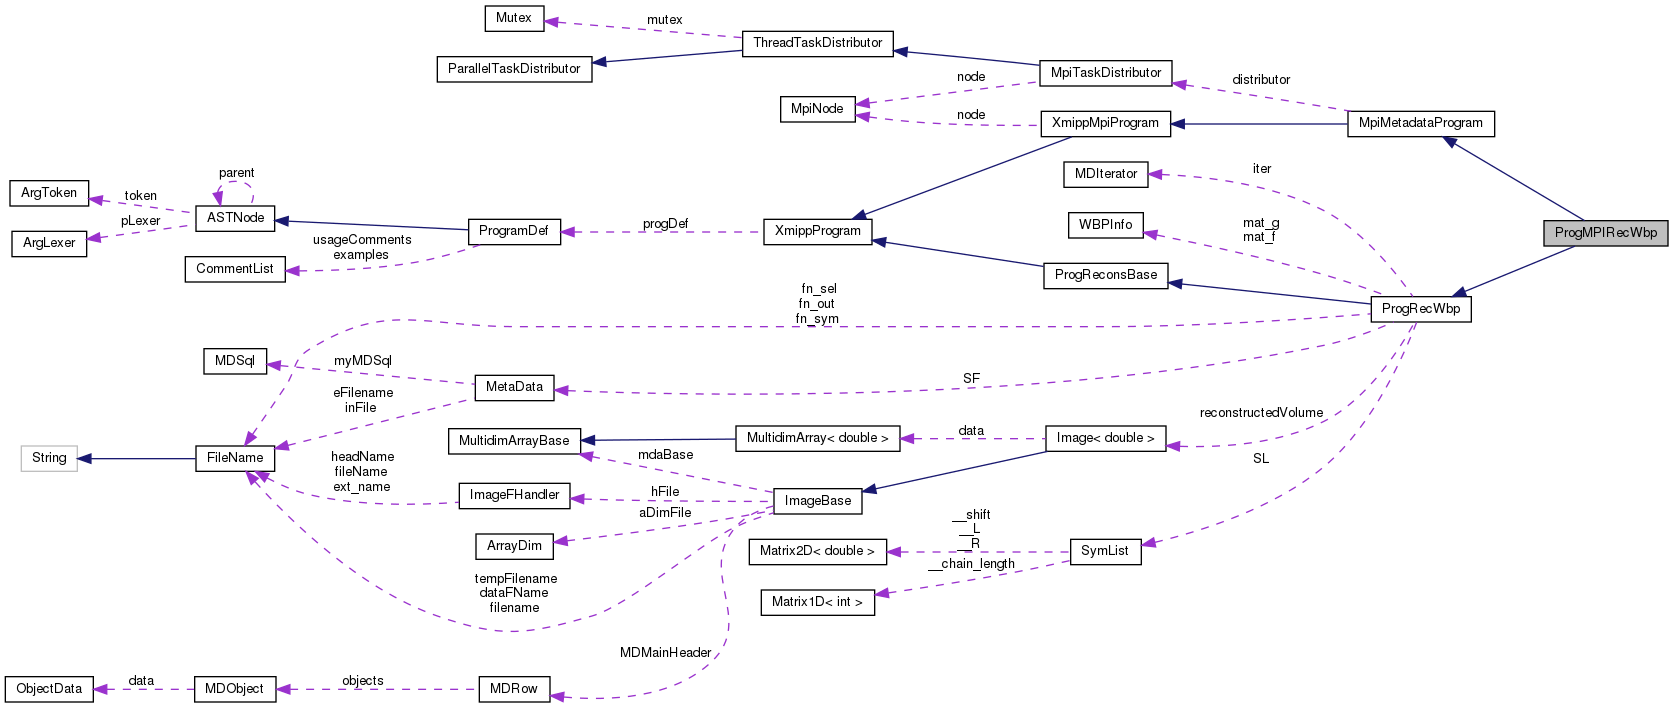 Mutex
mutex
ThreadTaskDistributor
ParallelTaskDistributor
MpiTaskDistributor
node
distributor
MpiNode
node
XmippMpiProgram
MpiMetadataProgram
parent
MDIterator
iter
ArgToken
token
ASTNode
pLexer
ArgLexer
ProgramDef
progDef
XmippProgram
WBPInfo
mat_g
mat_f
ProgMPIRecWbp
usageComments
examples
CommentList
ProgReconsBase
ProgRecWbp
fn_sel
fn_out
fn_sym
MDSql
myMDSql
MetaData
SF
eFilename
inFile
reconstructedVolume
MultidimArrayBase
MultidimArray< double >
data
Image< double >
String
FileName
headName
fileName
ext_name
mdaBase
SL
ImageFHandler
hFile
ImageBase
aDimFile
ArrayDim
__shift
__L
__R
Matrix2D< double >
SymList
__chain_length
Matrix1D< int >
tempFilename
dataFName
filename
MDMainHeader
ObjectData
data
MDObject
objects
MDRow